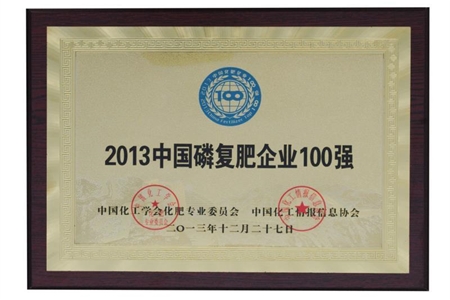 100
2013中国磷复肥企业100强
中国化工学会化肥专业委员会 中国化工情报信息协会
二〇一三年十二月二十七日